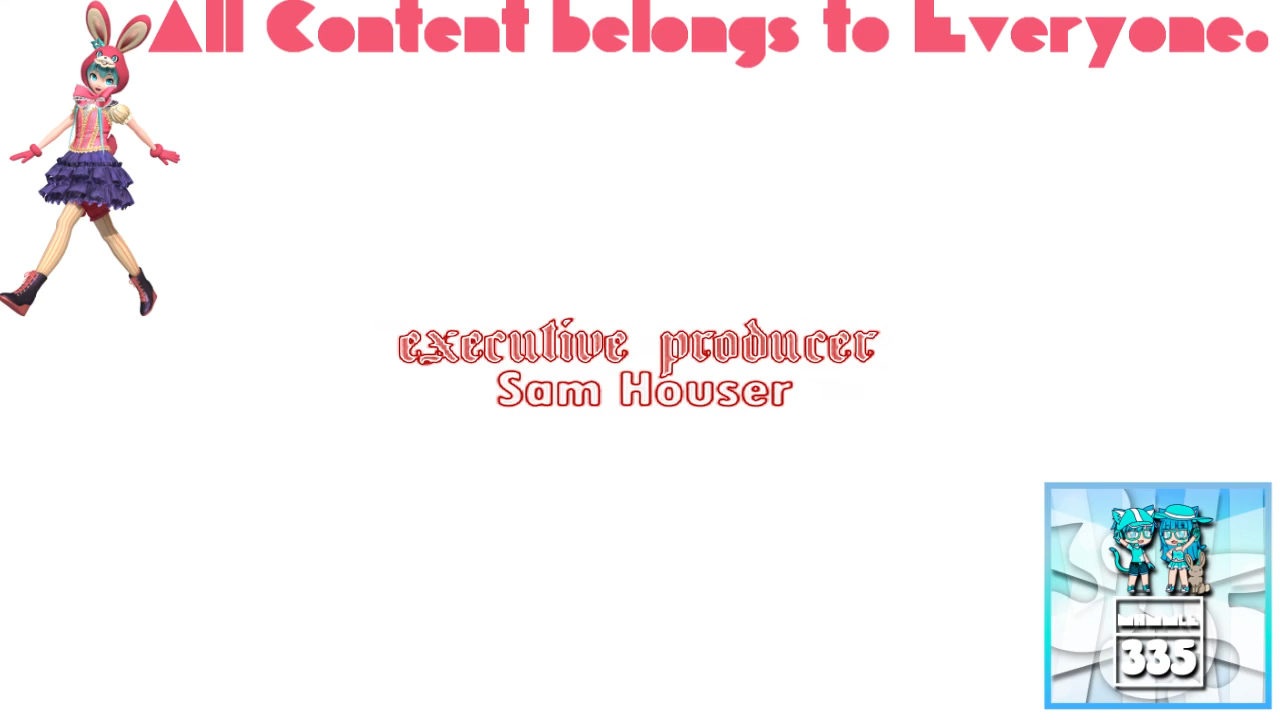 All Content belongs to Everyone.
executive producer
Sam Houser
335